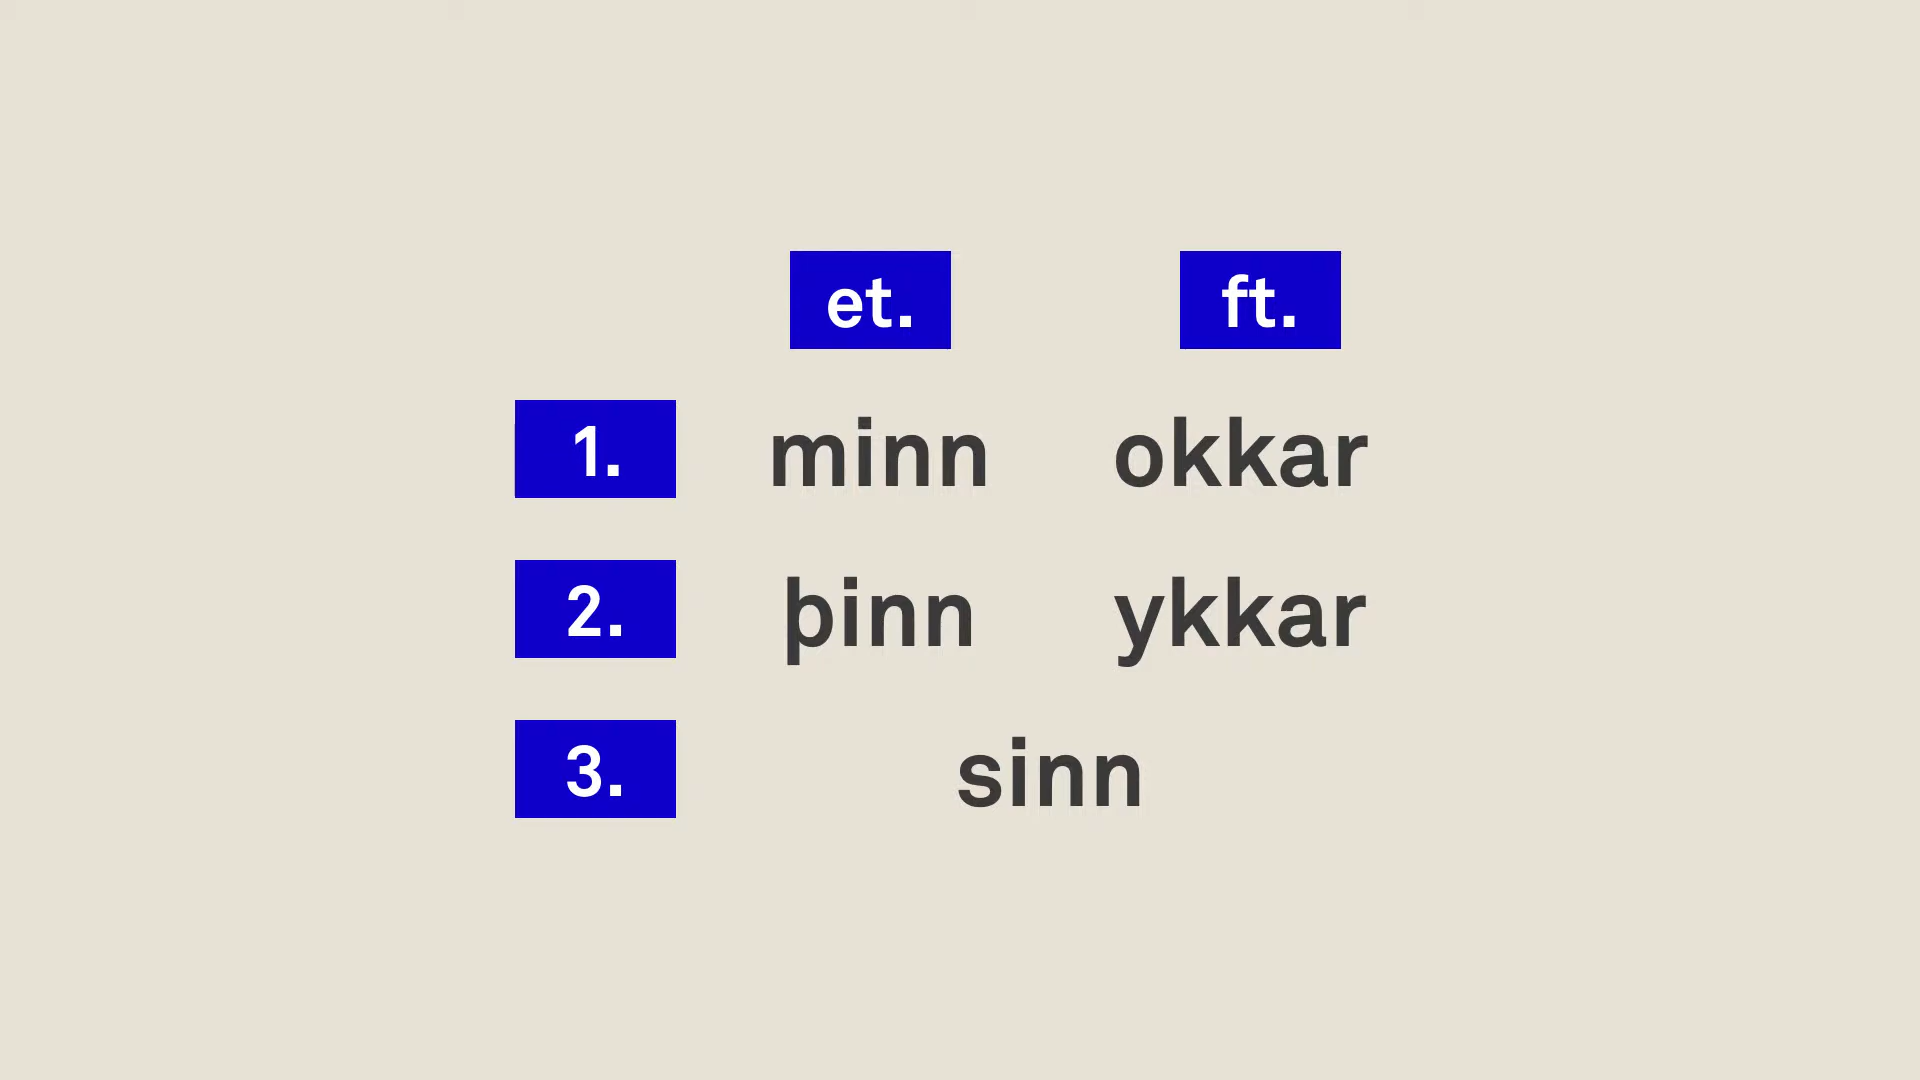 et. ft.
1. minn okkar
2. þinn ykkar
3. sinn